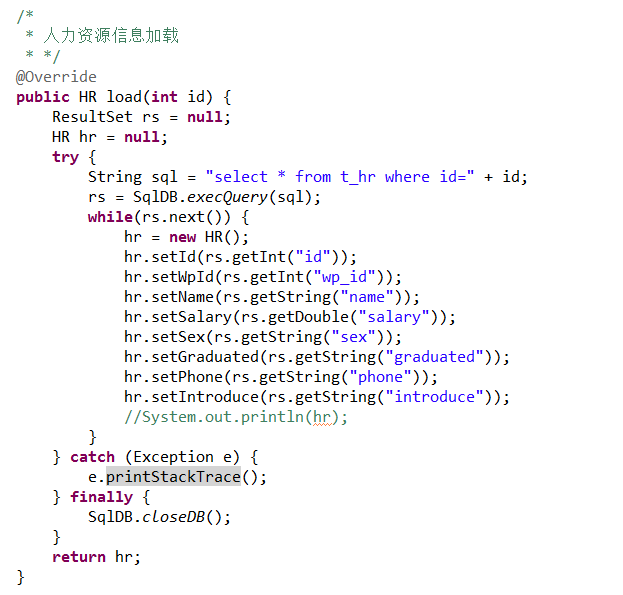 /*
 * 人力资源信息加载
 * */
@Override
public HR load(int id) {
    ResultSet rs = null;
    HR hr = null;
    try {
        String sql = "select * from t_hr where id=" + id;
        rs = SqlDB.execQuery(sql);
        while(rs.next()) {
            hr = new HR();
            hr.setId(rs.getInt("id"));
            hr.setWpId(rs.getInt("wp_id"));
            hr.setName(rs.getString("name"));
            hr.setSalary(rs.getDouble("salary"));
            hr.setSex(rs.getString("sex"));
            hr.setGraduated(rs.getString("graduated"));
            hr.setPhone(rs.getString("phone"));
            hr.setIntroduce(rs.getString("introduce"));
            //System.out.println(hr);
        }
    } catch (Exception e) {
        e.printStackTrace();
    } finally {
        SqlDB.closeDB();
    }
    return hr;
}